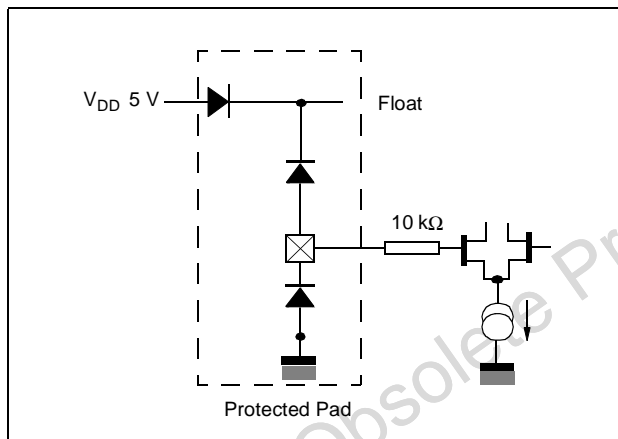 V_DD 5 V
Float
10 kΩ
Protected Pad
Obsolete Pr